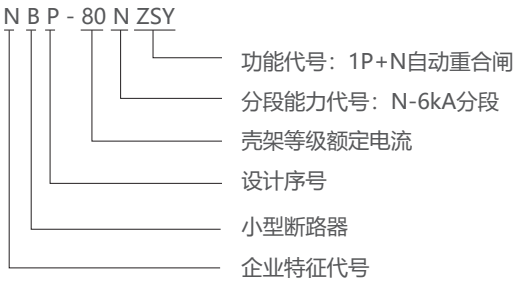 N B P - 80 N ZSY
功能代号：1P+N自动重合闸
分段能力代号：N-6kA分段
壳架等级额定电流
设计序号
小型断路器
企业特征代号